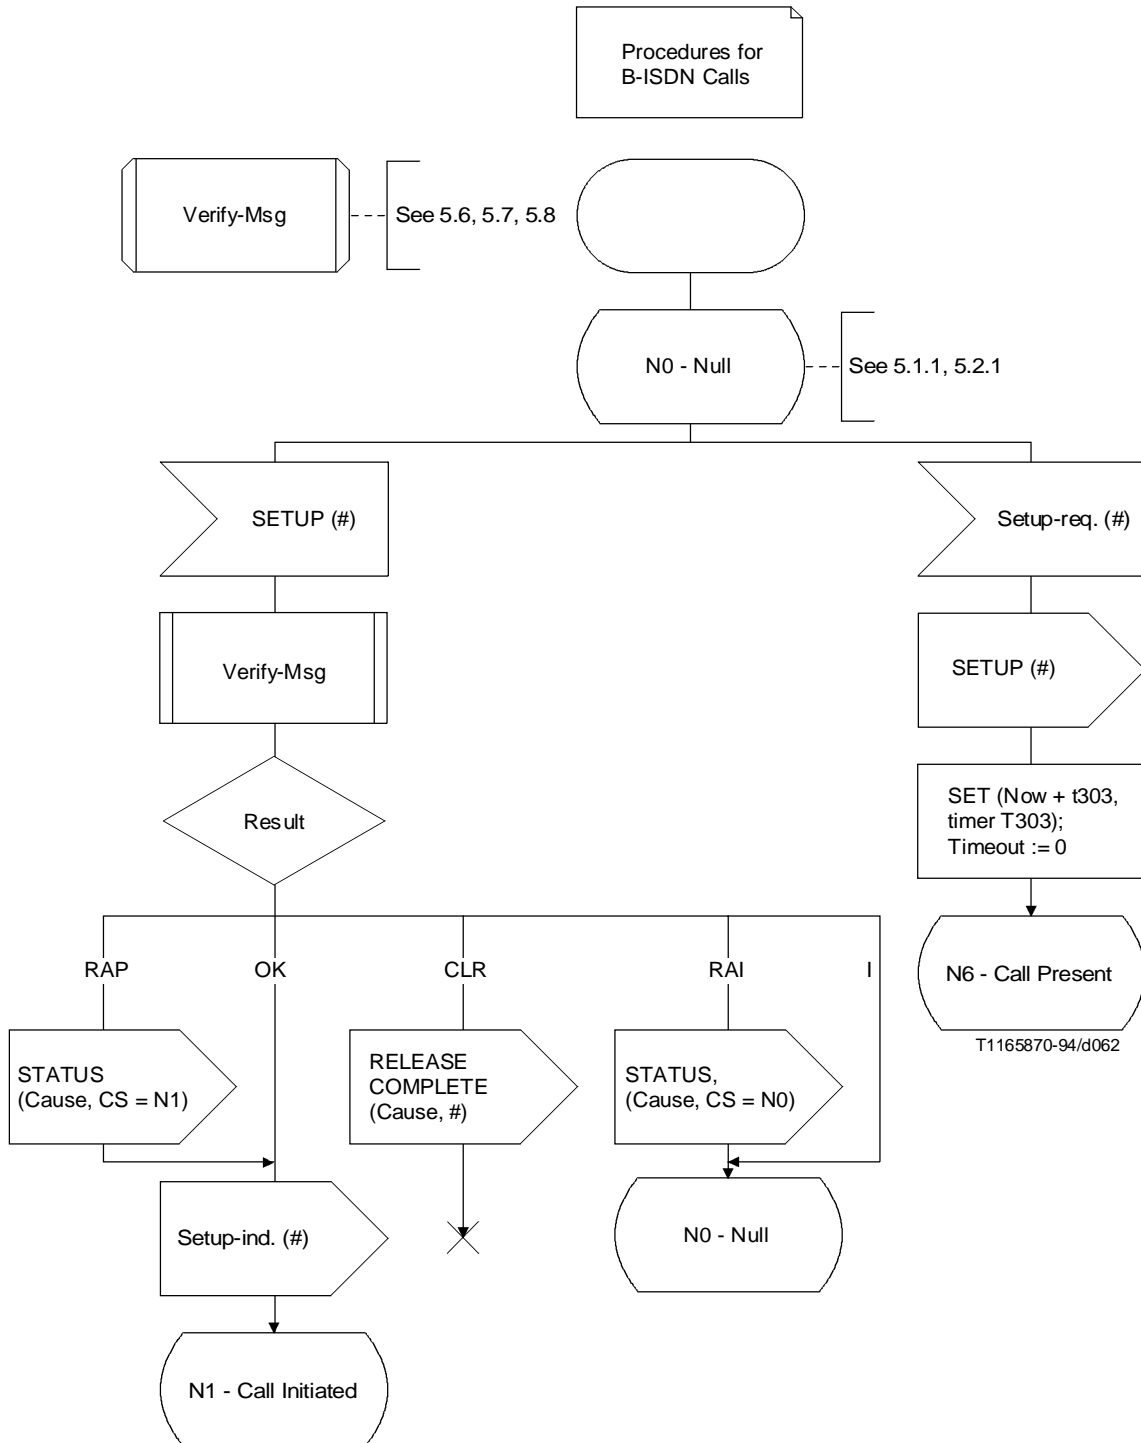 Procedures for
B-ISDN Calls
Verify-Msg
See 5.6, 5.7, 5.8
N0 - Null
See 5.1.1, 5.2.1
SETUP (#)
Setup-req. (#)
Verify-Msg
SETUP (#)
Result
SET (Now + t303,
timer T303);
Timeout := 0
RAP
OK
CLR
RAI
I
N6 - Call Present
T1165870-94/d062
STATUS
(Cause, CS = N1)
RELEASE
COMPLETE
(Cause, #)
STATUS,
(Cause, CS = N0)
Setup-ind. (#)
N0 - Null
N1 - Call Initiated